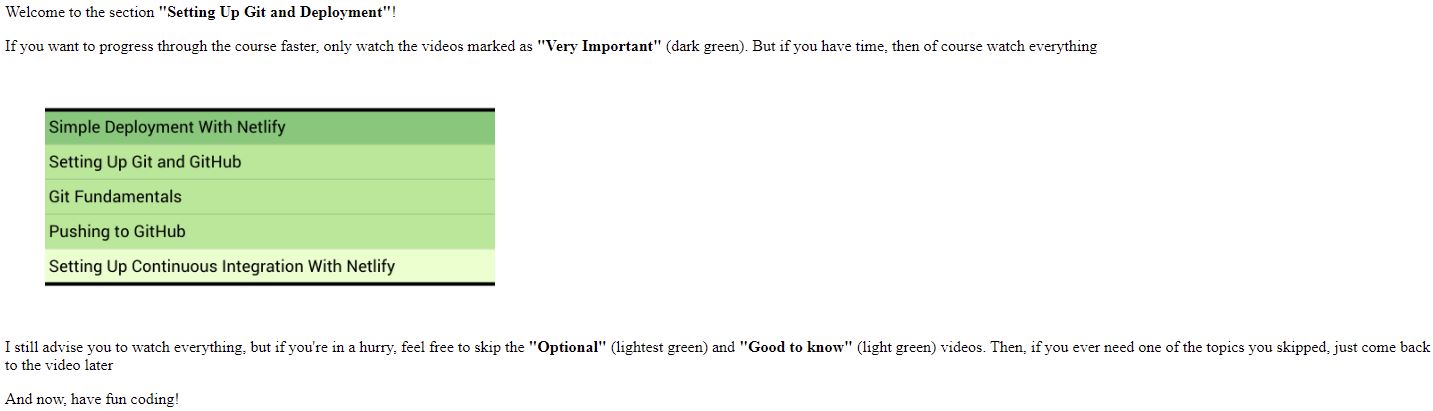 Welcome to the section "Setting Up Git and Deployment"!
If you want to progress through the course faster, only watch the videos marked as "Very Important" (dark green). But if you have time, then of course watch everything
Simple Deployment With Netlify
Setting Up Git and GitHub
Git Fundamentals
Pushing to GitHub
Setting Up Continuous Integration With Netlify
I still advise you to watch everything, but if you're in a hurry, feel free to skip the "Optional" (lightest green) and "Good to know" (light green) videos. Then, if you ever need one of the topics you skipped, just come back
to the video later
And now, have fun coding!